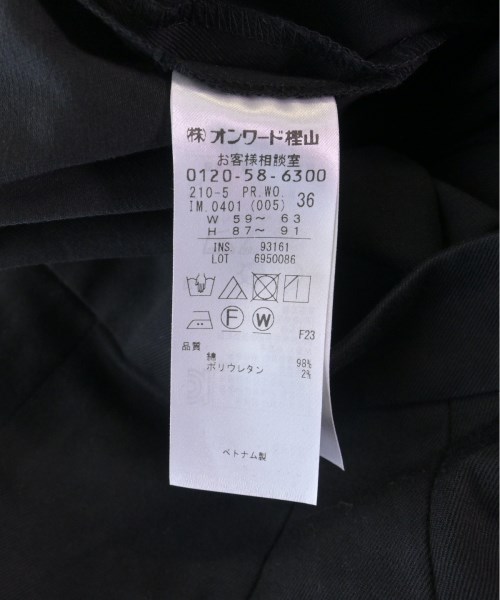 ㈱オンワード樫山
お客様相談室
0120-58-6300
210-5 PR.WO.
IM.0401 (005) 36
W 59～ 63
H 87～ 91
INS. 93161
LOT 6950086
F W
F23
品質
綿 98%
ポリウレタン 2%
ベトナム製